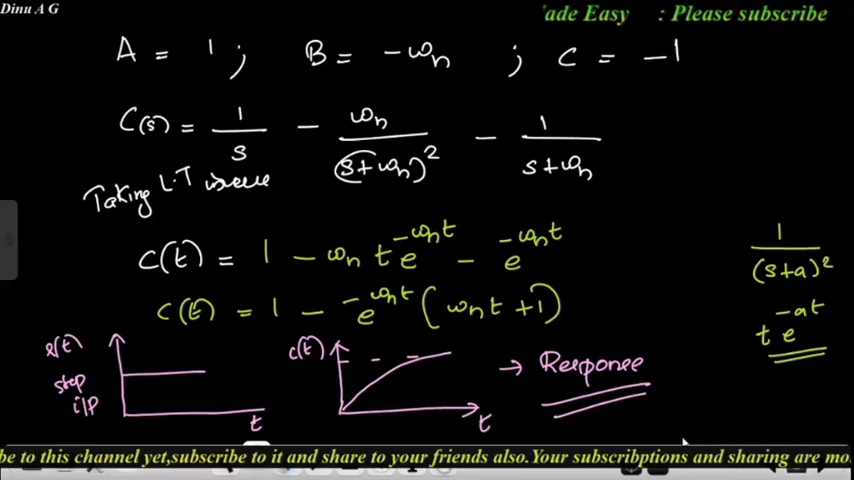 Dinu A G
ade Easy : Please subscribe
A = 1 ; B = -ωn ; C = -1
C(s) = 1/s - ωn/(s+ωn)² - 1/(s+ωn)
Taking L.T inverse
c(t) = 1 - ωn t e^-ωnt - e^-ωnt
c(t) = 1 - e^-ωnt (ωnt +1)
1/(s+a)²
t e^-at
r(t)
step
i/p
t
c(t)
t
→ Response
be to this channel yet,subscribe to it and share to your friends also.Your subscribptions and sharing are mo